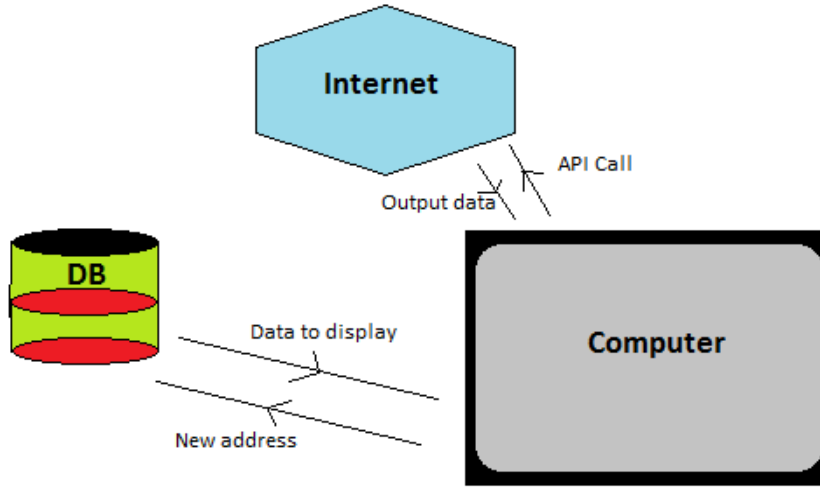 Internet
API Call
Output data
DB
Data to display
Computer
New address